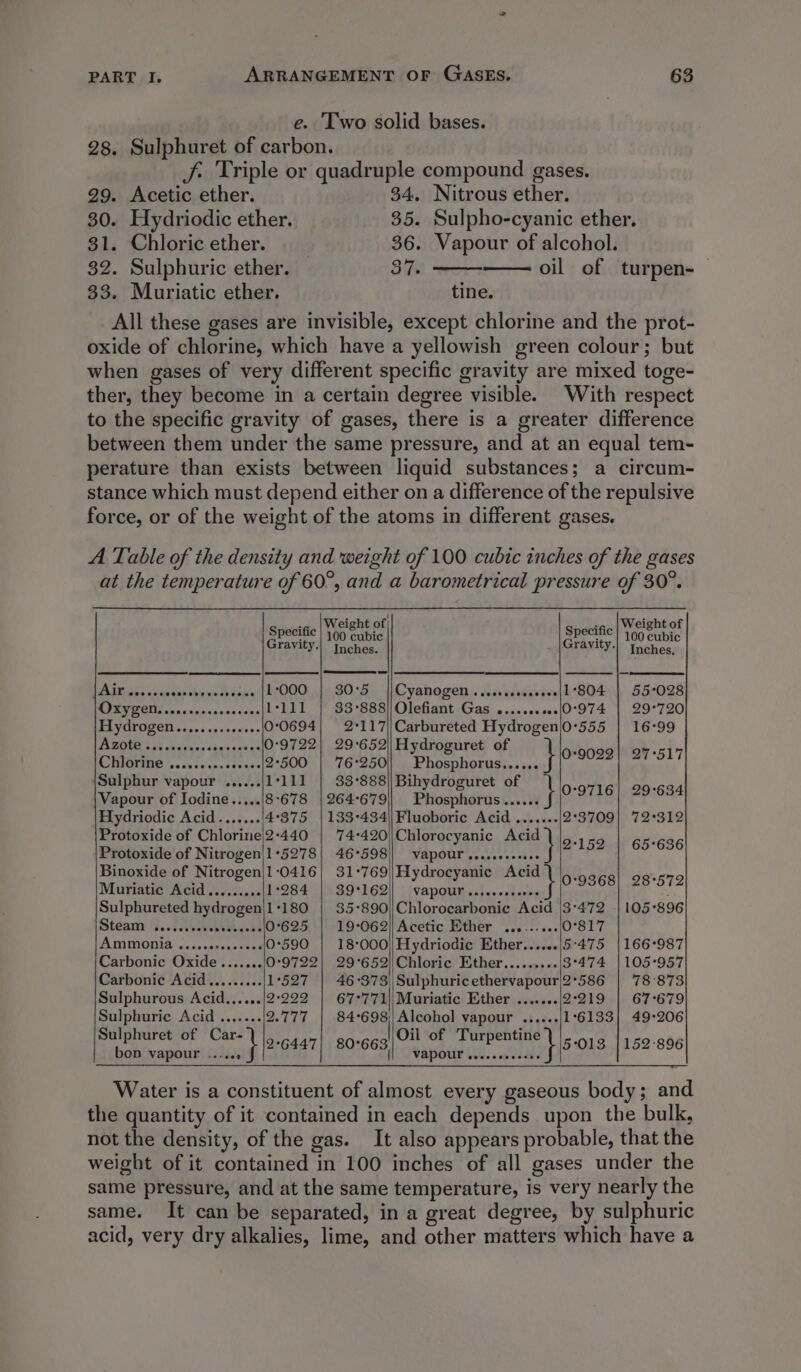 PART I. ARRANGEMENT OF GASES. 63
e. Two solid bases.
28. Sulphuret of carbon.
f. Triple or quadruple compound gases.
29. Acetic ether. 34. Nitrous ether.
30. Hydriodic ether. 35. Sulpho-cyanic ether.
31. Chloric ether. 36. Vapour of alcohol.
32. Sulphuric ether. 37. —— —— oil of turpen-
33. Muriatic ether. tine.
All these gases are invisible, except chlorine and the prot-
oxide of chlorine, which have a yellowish green colour; but
when gases of very different specific gravity are mixed toge-
ther, they become in a certain degree visible. With respect
to the specific gravity of gases, there is a greater difference
between them under the same pressure, and at an equal tem-
perature than exists between liquid substances; a circum-
stance which must depend either on a difference of the repulsive
force, or of the weight of the atoms in different gases.
A Table of the density and weight of 100 cubic inches of the gases
at the temperature of 60°, and a barometrical pressure of 30°.
Specific Gravity. Weight of 100 cubic Inches. Specific Gravity. Weight of 100 cubic Inches.
Air 1·000 30·5 Cyanogen 1·804 55·028
Oxygen 1·111 33·888 Olefiant Gas 0·974 29·720
Hydrogen 0·0694 2·117 Carbureted Hydrogen 0·555 16·99
Azote 0·9722 29·652 Hydroguret of
Chlorine 2·500 76·250 Phosphorus 0·9022 27·517
Sulphur vapour 1·111 33·888 Bihydroguret of
Vapour of Iodine 8·678 264·679 Phosphorus 0·9716 29·634
Hydriodic Acid 4·375 133·434 Fluoboric Acid 2·3709 72·312
Protoxide of Chlorine 2·440 74·420 Chlorocyanic Acid
Protoxide of Nitrogen 1·5278 46·598 vapour 2·152 65·636
Binoxide of Nitrogen 1·0416 31·769 Hydrocyanic Acid
Muriatic Acid 1·284 39·162 vapour 0·9368 28·572
Sulphureted hydrogen 1·180 35·890 Chlorocarbonic Acid 3·472 105·896
Steam 0·625 19·062 Acetic Ether 0·817
Ammonia 0·590 18·000 Hydriodic Ether 5·475 166·987
Carbonic Oxide 0·9722 29·652 Chloric Ether 3·474 105·957
Carbonic Acid 1·527 46·373 Sulphuric ether vapour 2·586 78·873
Sulphurous Acid 2·222 67·771 Muriatic Ether 2·219 67·679
Sulphuric Acid 2.777 84·698 Alcohol vapour 1·6133 49·206
Sulphuret of Car- Oil of Turpentine
bon vapour 2·6447 80·663 vapour 5·013 152·896
Water is a constituent of almost every gaseous body; and
the quantity of it contained in each depends upon the bulk,
not the density, of the gas. It also appears probable, that the
weight of it contained in 100 inches of all gases under the
same pressure, and at the same temperature, is very nearly the
same. It can be separated, in a great degree, by sulphuric
acid, very dry alkalies, lime, and other matters which have a